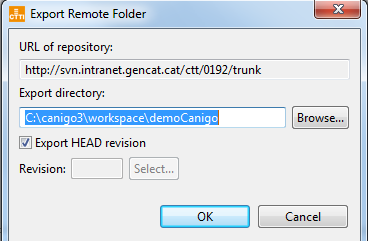 CTTI
Export Remote Folder
URL of repository:
http://svn.intranet.gencat.cat/ctt/0192/trunk
Export directory:
C:\canigo3\workspace\demoCanigo
Browse...
Export HEAD revision
Revision:
Select...
OK
Cancel